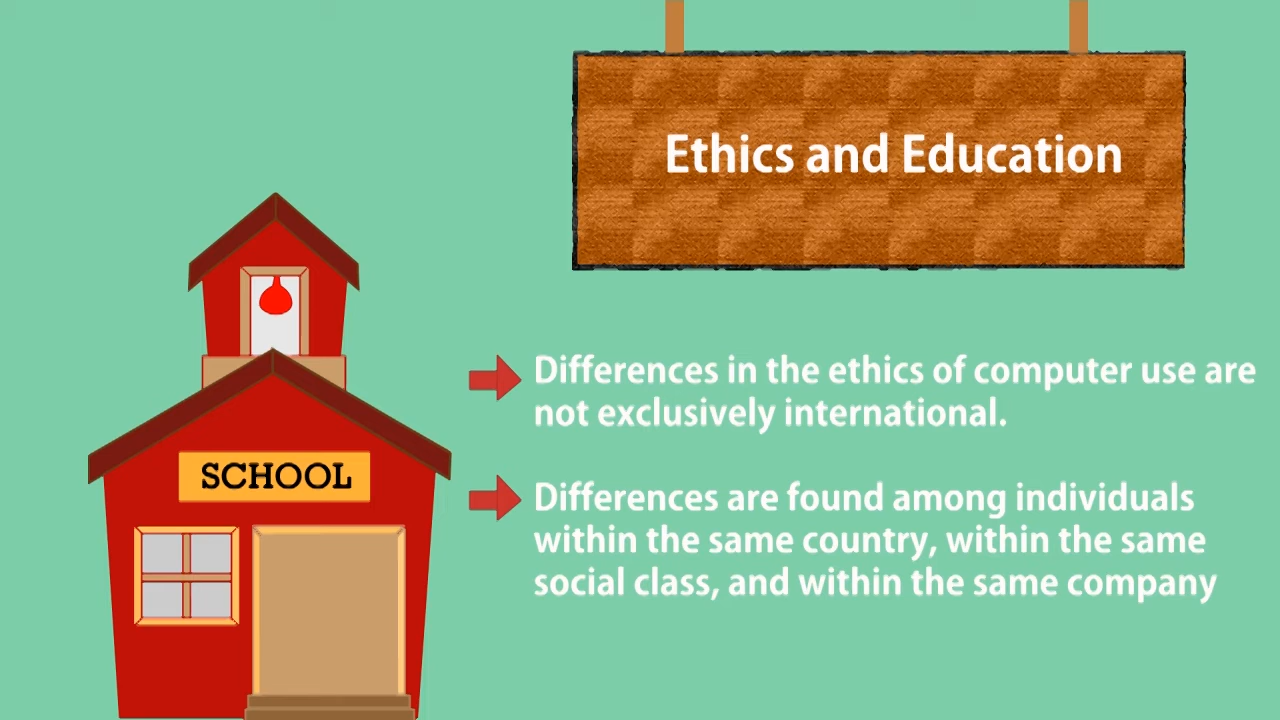 Ethics and Education
SCHOOL
Differences in the ethics of computer use are
not exclusively international.
Differences are found among individuals
within the same country, within the same
social class, and within the same company